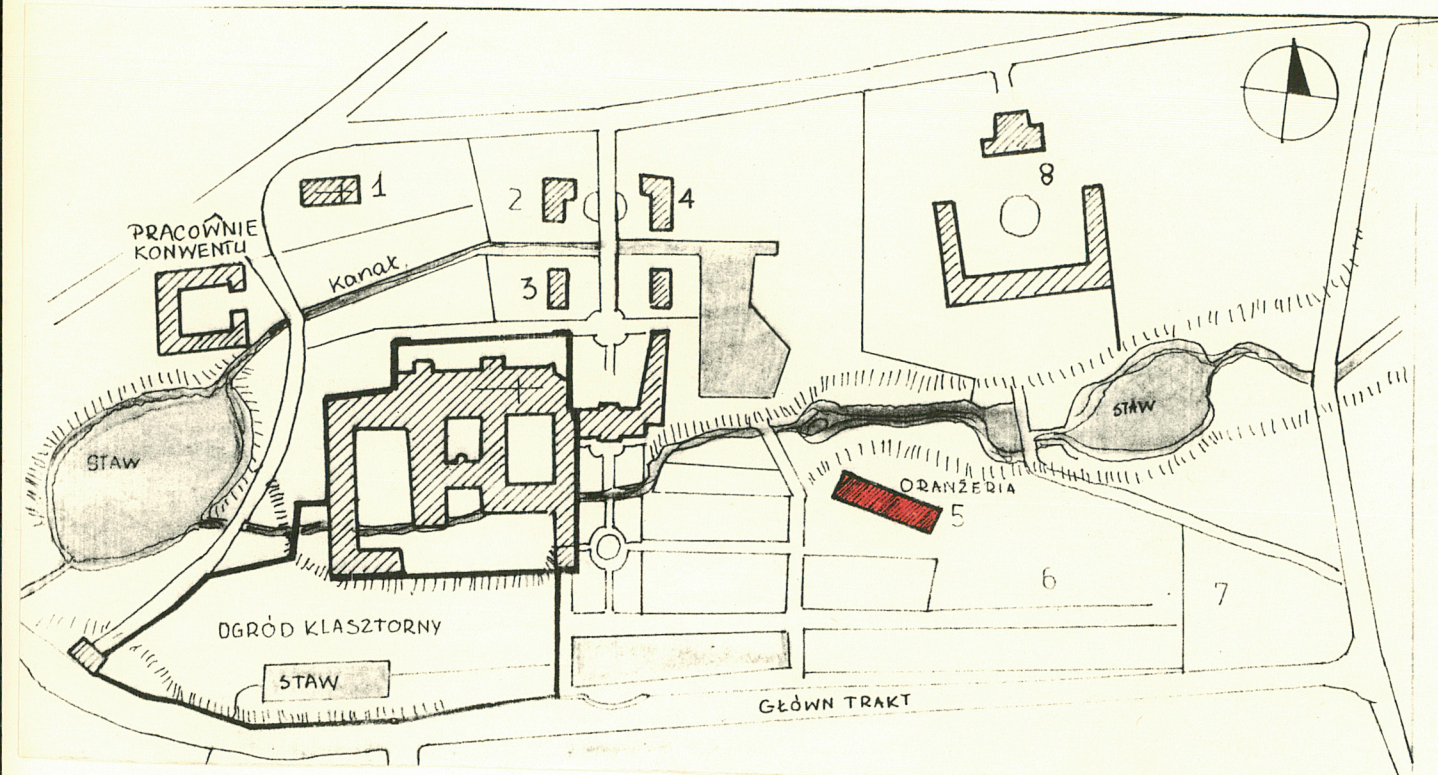 1
2
4
8
PRACOWNIE
KONWENTU
Kanał
3
STAW
STAW
ORANŻERIA
5
6
7
OGRÓD KLASZTORNY
STAW
GŁÓWN TRAKT